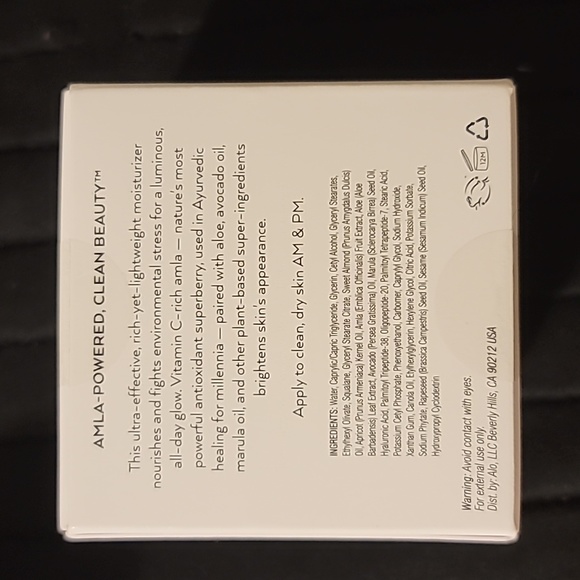 AMLA-POWERED, CLEAN BEAUTY™
This ultra-effective, rich-yet-lightweight moisturizer
nourishes and fights environmental stress for a luminous,
all-day glow. Vitamin C-rich amla — nature's most
powerful antioxidant superberry, used in Ayurvedic
healing for millennia — paired with aloe, avocado oil,
marula oil, and other plant-based super-ingredients
brightens skin's appearance.
Apply to clean, dry skin AM & PM.
INGREDIENTS: Water, Caprylic/Capric Triglyceride, Glycerin, Cetyl Alcohol, Glyceryl Stearates,
Ethylhexyl Olivate, Squalane, Glyceryl Stearate Citrate, Sweet Almond (Prunus Amygdalus Dulcis)
Oil, Apricot (Prunus Armeniaca) Kernel Oil, Amla (Emblica Officinalis) Fruit Extract, Aloe (Aloe
Barbadensis) Leaf Extract, Avocado (Persea Gratissima) Oil, Marula (Sclerocarya Birrea) Seed Oil,
Hyaluronic Acid, Palmitoyl Tripeptide-38, Oligopeptide-20, Palmitoyl Tetrapeptide-7, Stearic Acid,
Potassium Cetyl Phosphate, Phenoxyethanol, Carbomer, Caprylyl Glycol, Sodium Hydroxide,
Xanthan Gum, Canola Oil, Ethylhexylglycerin, Hexylene Glycol, Citric Acid, Potassium Sorbate,
Sodium Phytate, Rapeseed (Brassica Campestris) Seed Oil, Sesame (Sesamum Indicum) Seed Oil,
Hydroxypropyl Cyclodextrin
12M
Warning: Avoid contact with eyes.
For external use only.
Dist. by: Alo, LLC Beverly Hills, CA 90212 USA